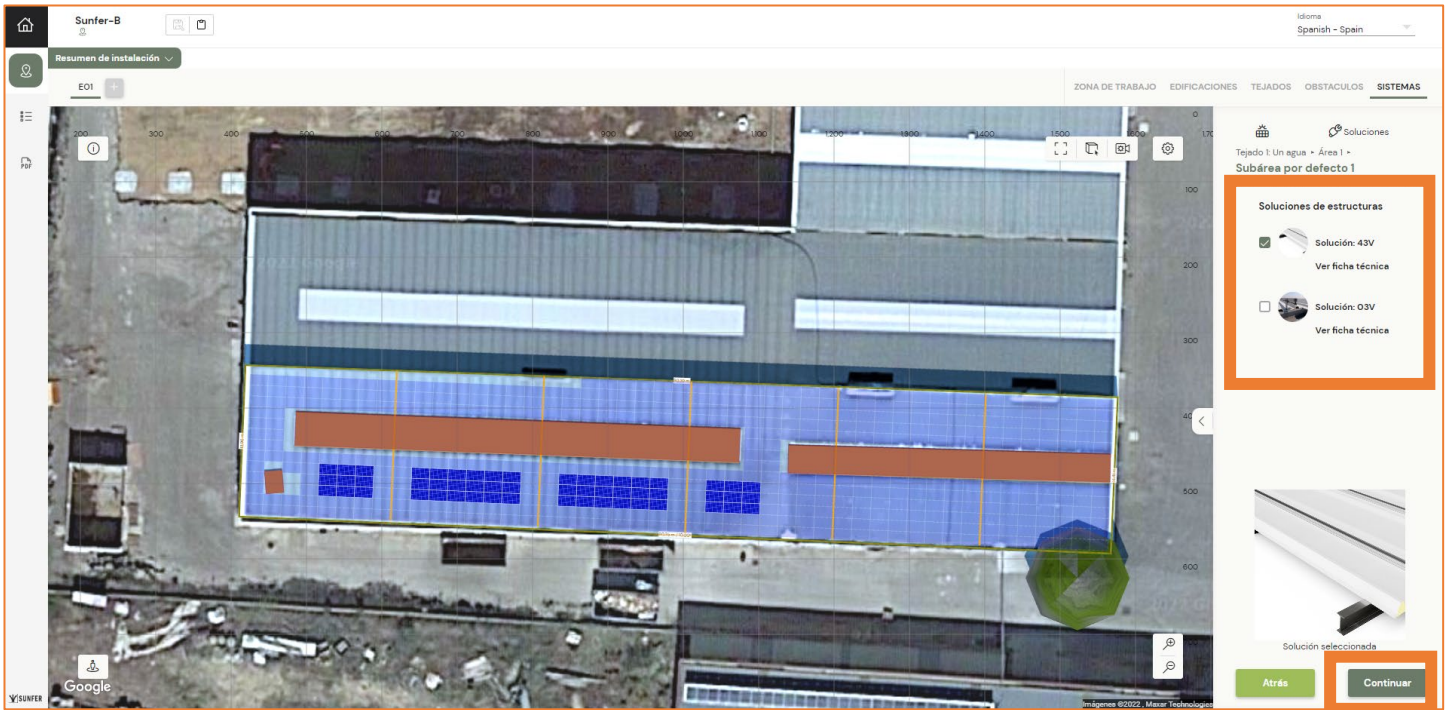 Sunfer-B
Idioma
Spanish - Spain
Resumen de instalación
E01
+
ZONA DE TRABAJO
EDIFICACIONES
TEJADOS
OBSTACULOS
SISTEMAS
PDF
200
300
400
500
600
700
800
900
1000
1100
1200
1300
1400
1500
1600
170
0
100
200
300
40
500
600
Soluciones
Tejado 1: Un agua ▸ Área 1 ▸
Subárea por defecto 1
Soluciones de estructuras
Solución: 43V
Ver ficha técnica
Solución: 03V
Ver ficha técnica
Solución seleccionada
Atrás
Continuar
Google
Imágenes ©2022 , Maxar Technologies
SUNFER